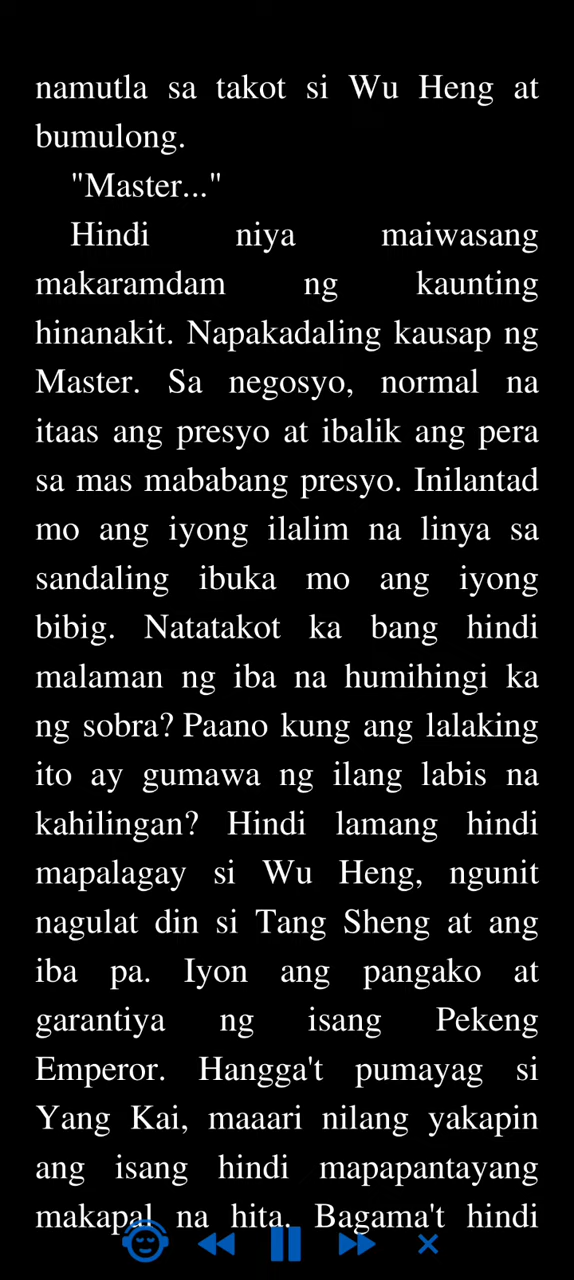 namutla sa takot si Wu Heng at
bumulong.
"Master..."
Hindi niya maiwasang
makaramdam ng kaunting
hinanakit. Napakadaling kausap ng
Master. Sa negosyo, normal na
itaas ang presyo at ibalik ang pera
sa mas mababang presyo. Inilantad
mo ang iyong ilalim na linya sa
sandaling ibuka mo ang iyong
bibig. Natatakot ka bang hindi
malaman ng iba na humihingi ka
ng sobra? Paano kung ang lalaking
ito ay gumawa ng ilang labis na
kahilingan? Hindi lamang hindi
mapalagay si Wu Heng, ngunit
nagulat din si Tang Sheng at ang
iba pa. Iyon ang pangako at
garantiya ng isang Pekeng
Emperor. Hangga't pumayag si
Yang Kai, maaari nilang yakapin
ang isang hindi mapapantayang
makapal na hita. Bagama't hindi